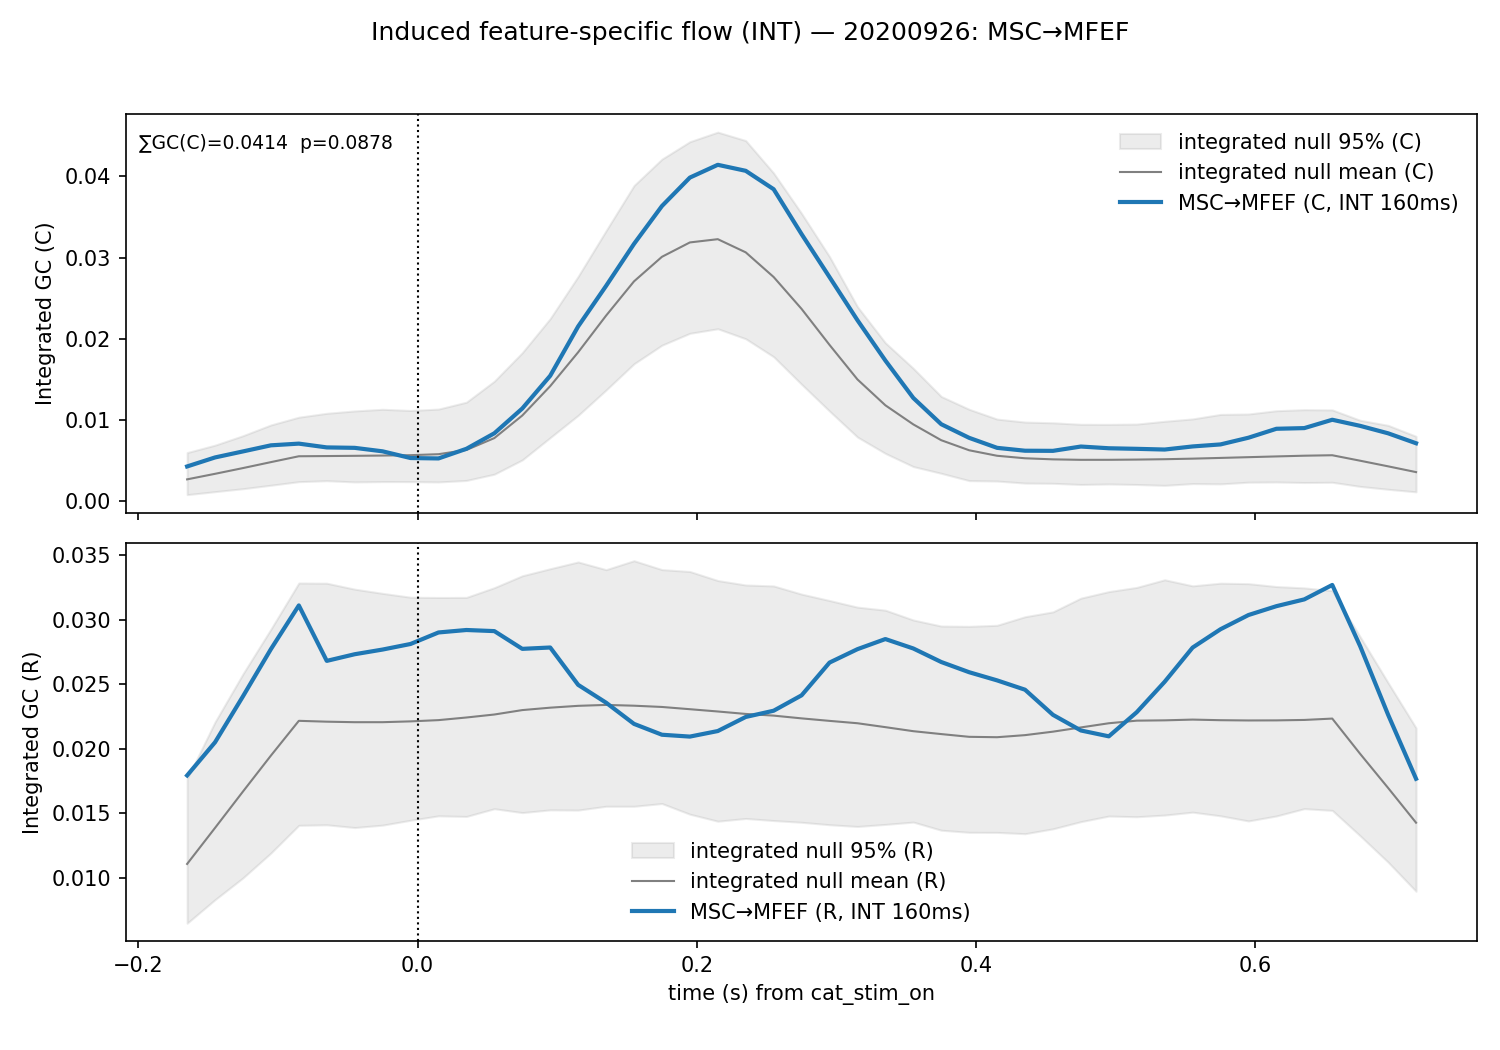 Induced feature-specific flow (INT) — 20200926: MSC→MFEF
∑GC(C)=0.0414  p=0.0878
integrated null 95% (C)
integrated null mean (C)
MSC→MFEF (C, INT 160ms)
Integrated GC (C)
0.04
0.03
0.02
0.01
0.00
Integrated GC (R)
0.035
0.030
0.025
0.020
0.015
0.010
integrated null 95% (R)
integrated null mean (R)
MSC→MFEF (R, INT 160ms)
−0.2
0.0
0.2
0.4
0.6
time (s) from cat_stim_on